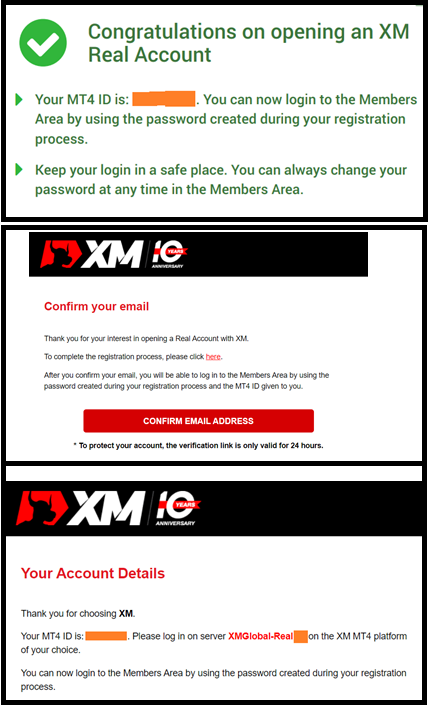 Congratulations on opening an XM
Real Account
Your MT4 ID is: . You can now login to the Members
Area by using the password created during your registration
process.
Keep your login in a safe place. You can always change your
password at any time in the Members Area.
XM 10 YEARS ANNIVERSARY
Confirm your email
Thank you for your interest in opening a Real Account with XM.
To complete the registration process, please click here.
After you confirm your email, you will be able to log in to the Members Area by using the
password created during your registration process and the MT4 ID given to you.
CONFIRM EMAIL ADDRESS
* To protect your account, the verification link is only valid for 24 hours.
XM 10 YEARS ANNIVERSARY
Your Account Details
Thank you for choosing XM.
Your MT4 ID is: . Please log in on server XMGlobal-Real on the XM MT4 platform
of your choice.
You can now login to the Members Area by using the password created during your registration
process.